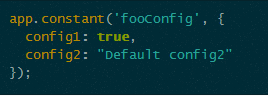 app.constant('fooConfig', {
  config1: true,
  config2: "Default config2"
});